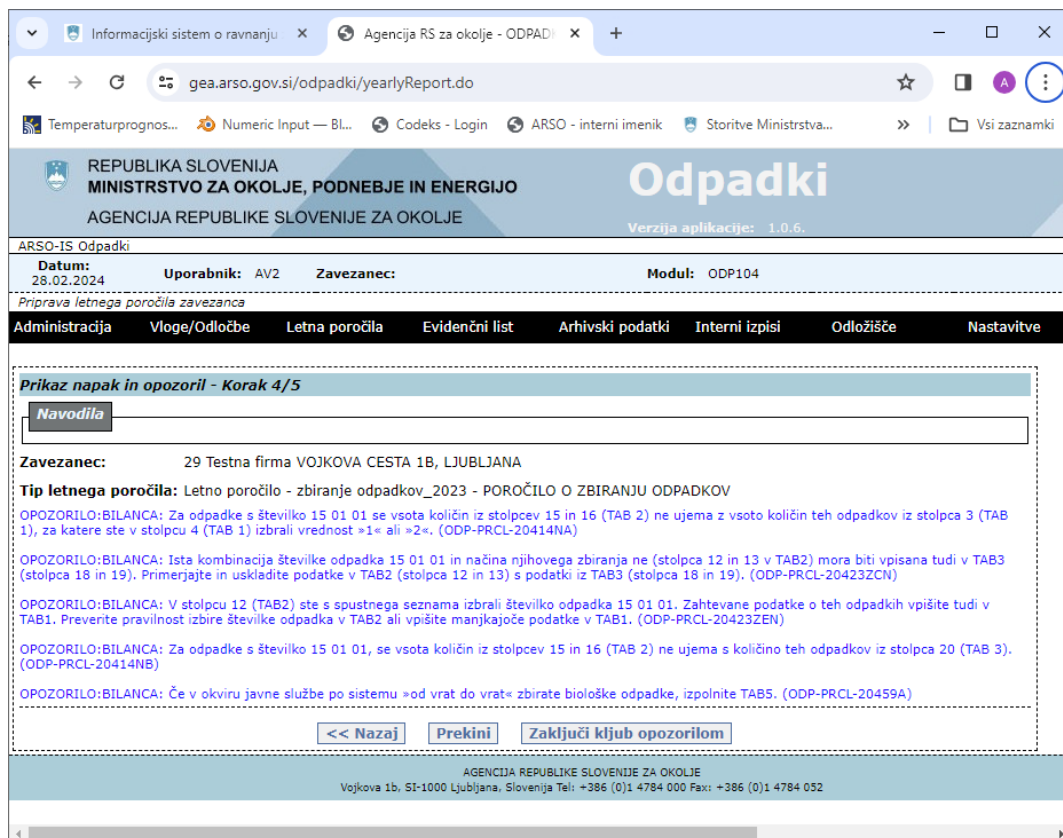 Informacijski sistem o ravnanju
Agencija RS za okolje - ODPAD
gea.arso.gov.si/odpadki/yearlyReport.do
A
Temperaturprognos...
Numeric Input — Bl...
Codeks - Login
ARSO - interni imenik
Storitve Ministrstva...
»
Vsi zaznamki
REPUBLIKA SLOVENIJA
MINISTRSTVO ZA OKOLJE, PODNEBJE IN ENERGIJO
AGENCIJA REPUBLIKE SLOVENIJE ZA OKOLJE
Odpadki
Verzija aplikacije: 1.0.6.
ARSO-IS Odpadki
Datum:
28.02.2024
Uporabnik: AV2
Zavezanec:
Modul: ODP104
Priprava letnega poročila zavezanca
Administracija Vloge/Odločbe Letna poročila Evidenčni list Arhivski podatki Interni izpisi Odložišče Nastavitve
Prikaz napak in opozoril - Korak 4/5
Navodila
Zavezanec: 29 Testna firma VOJKOVA CESTA 1B, LJUBLJANA
Tip letnega poročila: Letno poročilo - zbiranje odpadkov_2023 - POROČILO O ZBIRANJU ODPADKOV
OPOZORILO:BILANCA: Za odpadke s številko 15 01 01 se vsota količin iz stolpcev 15 in 16 (TAB 2) ne ujema z vsoto količin teh odpadkov iz stolpca 3 (TAB
1), za katere ste v stolpcu 4 (TAB 1) izbrali vrednost »1« ali »2«. (ODP-PRCL-20414NA)
OPOZORILO:BILANCA: Ista kombinacija številke odpadka 15 01 01 in načina njihovega zbiranja ne (stolpca 12 in 13 v TAB2) mora biti vpisana tudi v TAB3
(stolpca 18 in 19). Primerjajte in uskladite podatke v TAB2 (stolpca 12 in 13) s podatki iz TAB3 (stolpca 18 in 19). (ODP-PRCL-20423ZCN)
OPOZORILO:BILANCA: V stolpcu 12 (TAB2) ste s spustnega seznama izbrali številko odpadka 15 01 01. Zahtevane podatke o teh odpadkih vpišite tudi v
TAB1. Preverite pravilnost izbire številke odpadka v TAB2 ali vpišite manjkajoče podatke v TAB1. (ODP-PRCL-20423ZEN)
OPOZORILO:BILANCA: Za odpadke s številko 15 01 01, se vsota količin iz stolpcev 15 in 16 (TAB 2) ne ujema s količino teh odpadkov iz stolpca 20 (TAB 3).
(ODP-PRCL-20414NB)
OPOZORILO:BILANCA: Če v okviru javne službe po sistemu »od vrat do vrat« zbirate biološke odpadke, izpolnite TAB5. (ODP-PRCL-20459A)
<< Nazaj Prekini Zaključi kljub opozorilom
AGENCIJA REPUBLIKE SLOVENIJE ZA OKOLJE
Vojkova 1b, SI-1000 Ljubljana, Slovenija Tel: +386 (0)1 4784 000 Fax: +386 (0)1 4784 052